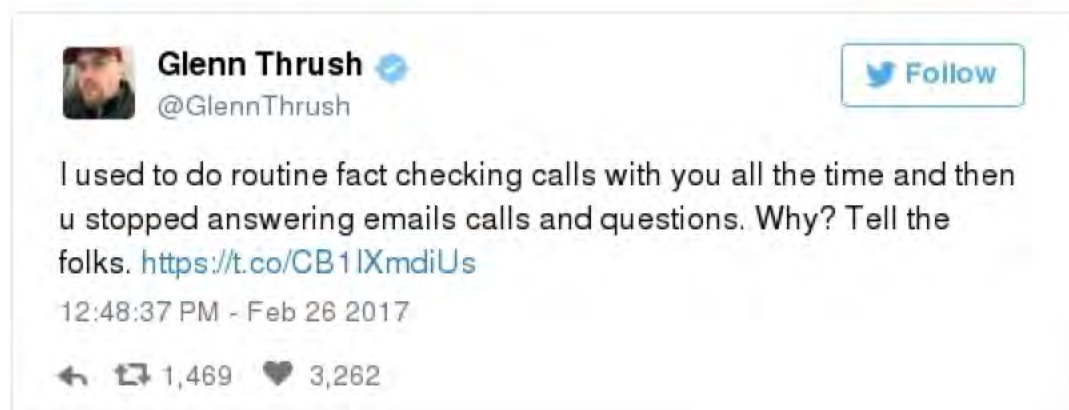 Glenn Thrush
@GlennThrush
Follow
I used to do routine fact checking calls with you all the time and then
u stopped answering emails calls and questions. Why? Tell the
folks. https://t.co/CB1IXmdiUs
12:48:37 PM - Feb 26 2017
1,469 3,262